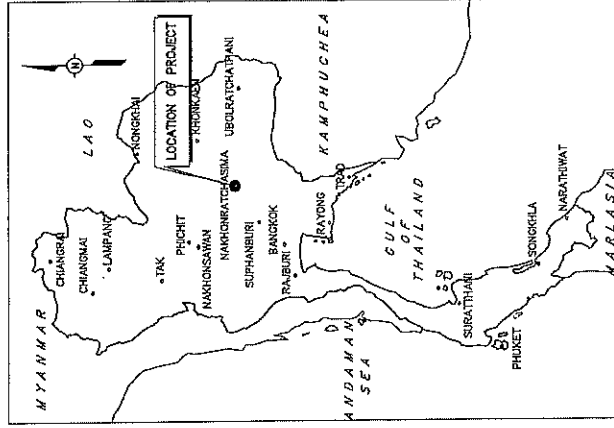 MYANMAR
LAO
CHIANGRAI
CHIANGMAI
LAMPANG
NONGKHAI
N
LOCATION OF PROJECT
TAK
PHICHIT
KHONKAEN
NAKHONSAWAN
NAKHONRATCHASIMA
UBOLRATCHATHANI
SUPHANBURI
BANGKOK
RAJBURI
KAMPHUCHEA
RAYONG
TRAD
GULF
OF
THAILAND
ANDAMAN
SEA
SURATTHANI
PHUKET
SONGKHLA
NARATHIWAT
MARLASIA